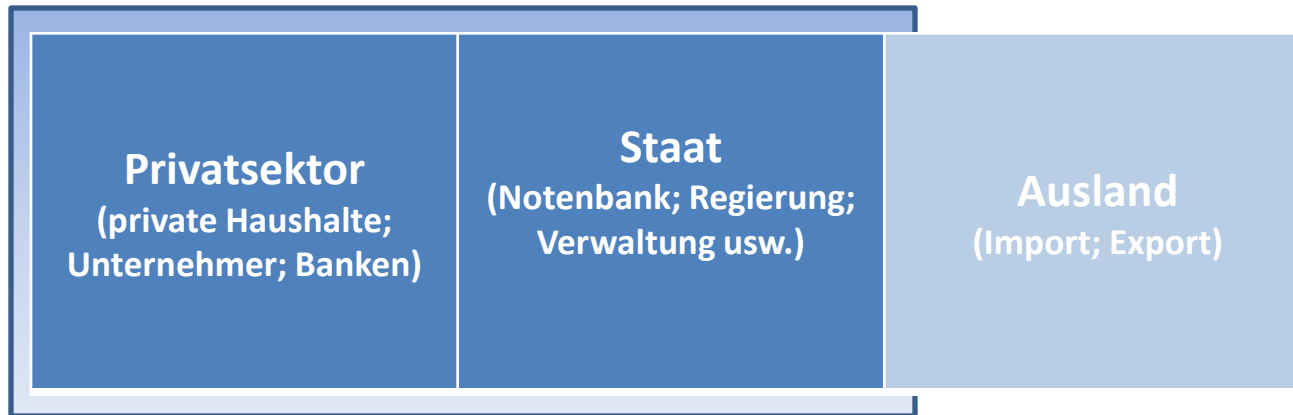 Privatsektor
(private Haushalte;
Unternehmer; Banken)
Staat
(Notenbank; Regierung;
Verwaltung usw.)
Ausland
(Import; Export)